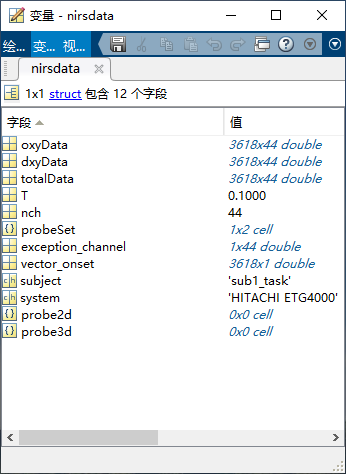 变量 - nirsdata
绘... 变... 视...
nirsdata
1x1 struct 包含 12 个字段
字段 值
oxyData 3618x44 double
dxyData 3618x44 double
totalData 3618x44 double
T 0.1000
nch 44
probeSet 1x2 cell
exception_channel 1x44 double
vector_onset 3618x1 double
subject 'sub1_task'
system 'HITACHI ETG4000'
probe2d 0x0 cell
probe3d 0x0 cell